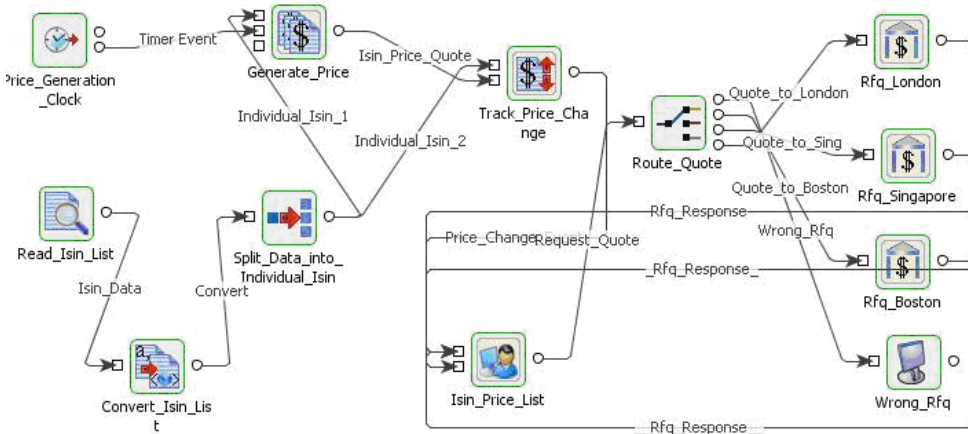 Timer Event
Price_Generation
_Clock
Generate_Price
Isin_Price_Quote
Individual_Isin_1
Individual_Isin_2
Track_Price_Cha
nge
Route_Quote
Quote_to_London
Quote_to_Sing
Quote_to_Boston
Wrong_Rfq
Rfq_London
Rfq_Singapore
Rfq_Boston
Wrong_Rfq
Read_Isin_List
Isin_Data
Convert
Split_Data_into_
Individual_Isin
Convert_Isin_Lis
t
Rfq_Response
Price_Change
Request_Quote
_Rfq_Response_
Isin_Price_List
_Rfq_Response_